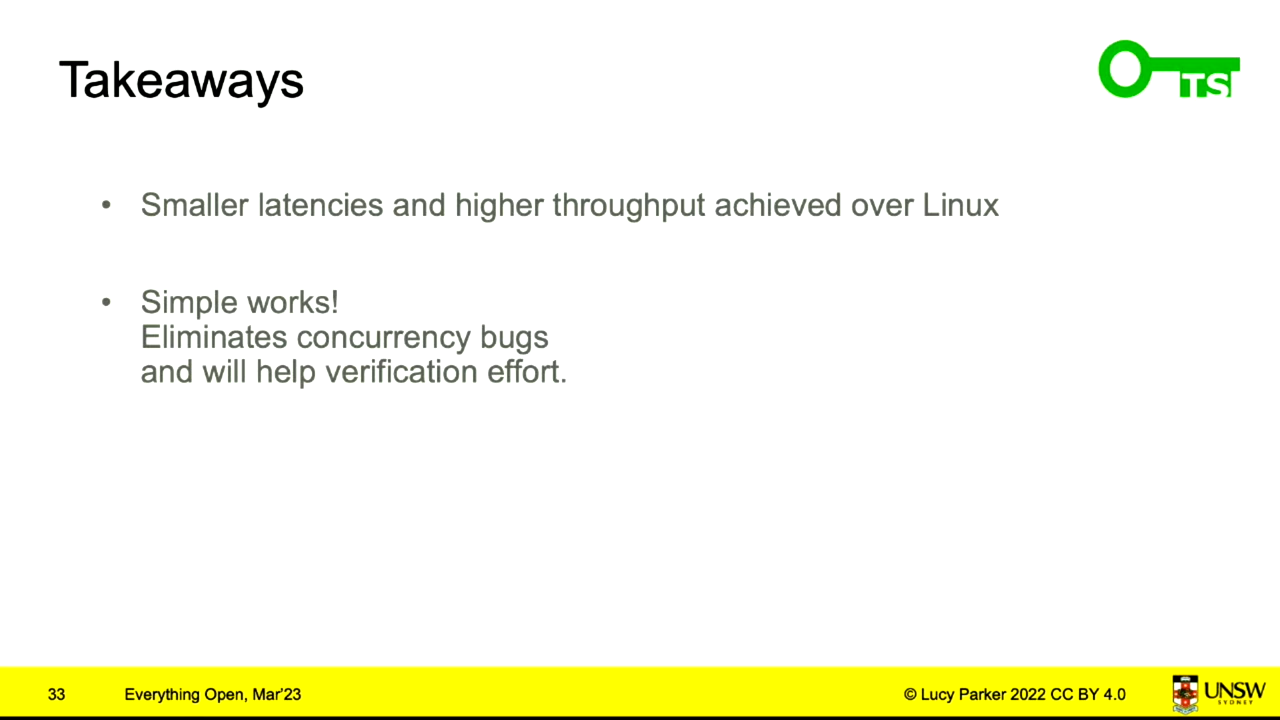 Takeaways
TS
• Smaller latencies and higher throughput achieved over Linux
• Simple works!
Eliminates concurrency bugs
and will help verification effort.
33
Everything Open, Mar'23
© Lucy Parker 2022 CC BY 4.0
UNSW
SYDNEY